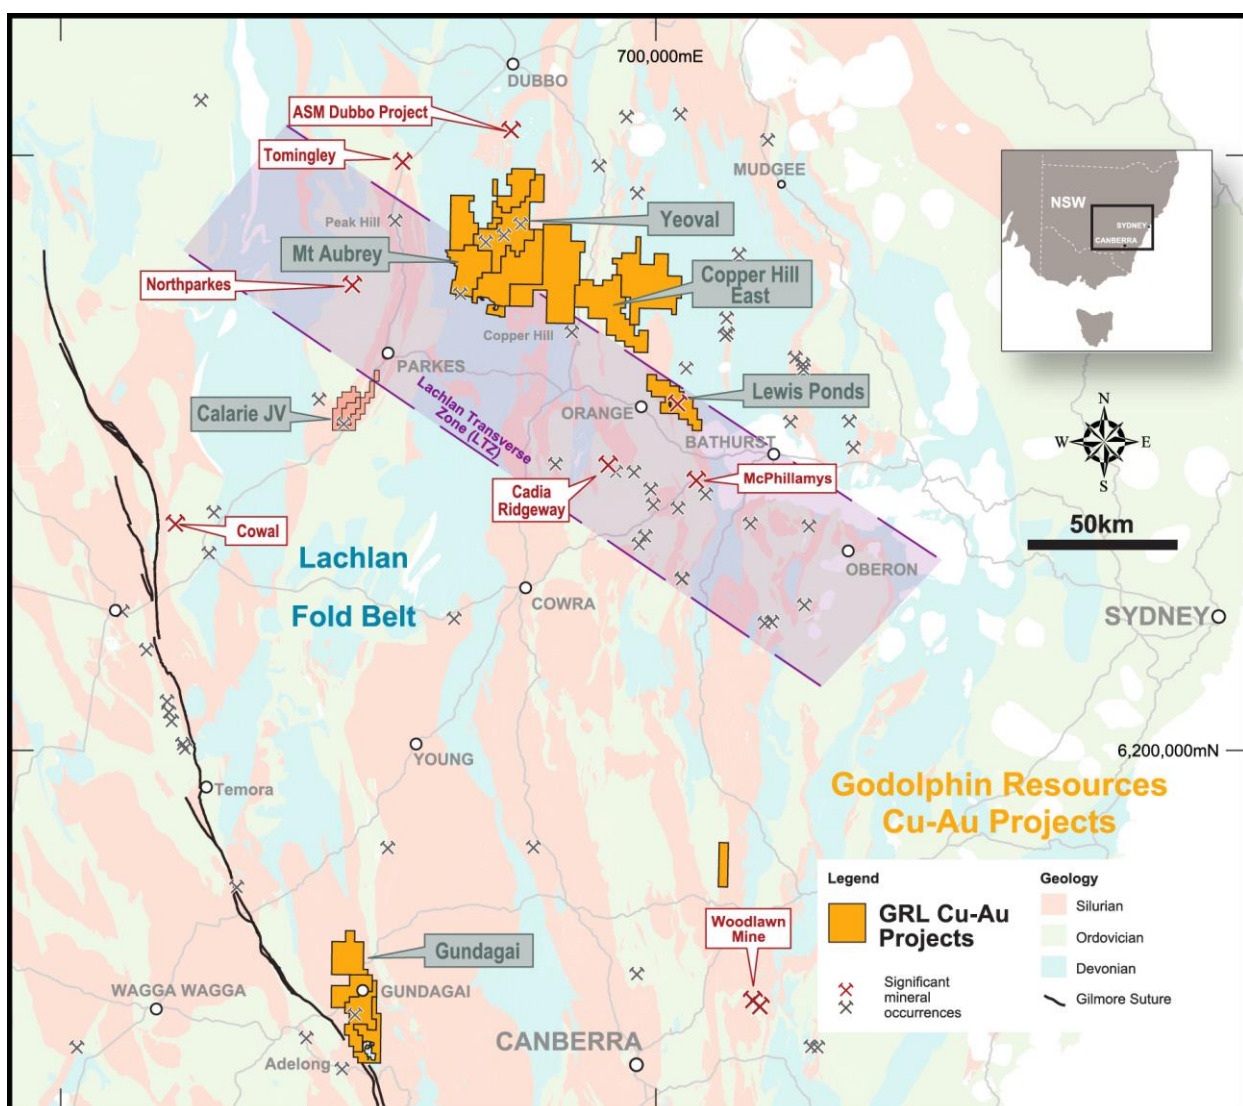 700,000mE
DUBBO
ASM Dubbo Project
Tomingley
MUDGEE
NSW
SYDNEY
CANBERRA
Peak Hill
Yeoval
Mt Aubrey
Northparkes
Copper Hill
East
Copper Hill
PARKES
Lachlan Transverse
Zone (LTZ)
Lewis Ponds
Calarie JV
ORANGE
BATHURST
N
W
E
S
McPhillamys
Cadia
Ridgeway
50km
Cowal
Lachlan
Fold Belt
OBERON
COWRA
SYDNEY
YOUNG
6,200,000mN
Temora
Godolphin Resources
Cu-Au Projects
Legend
GRL Cu-Au
Projects
Significant
mineral
occurrences
Geology
Silurian
Ordovician
Devonian
Gilmore Suture
Woodlawn
Mine
Gundagai
WAGGA WAGGA
GUNDAGAI
CANBERRA
Adelong